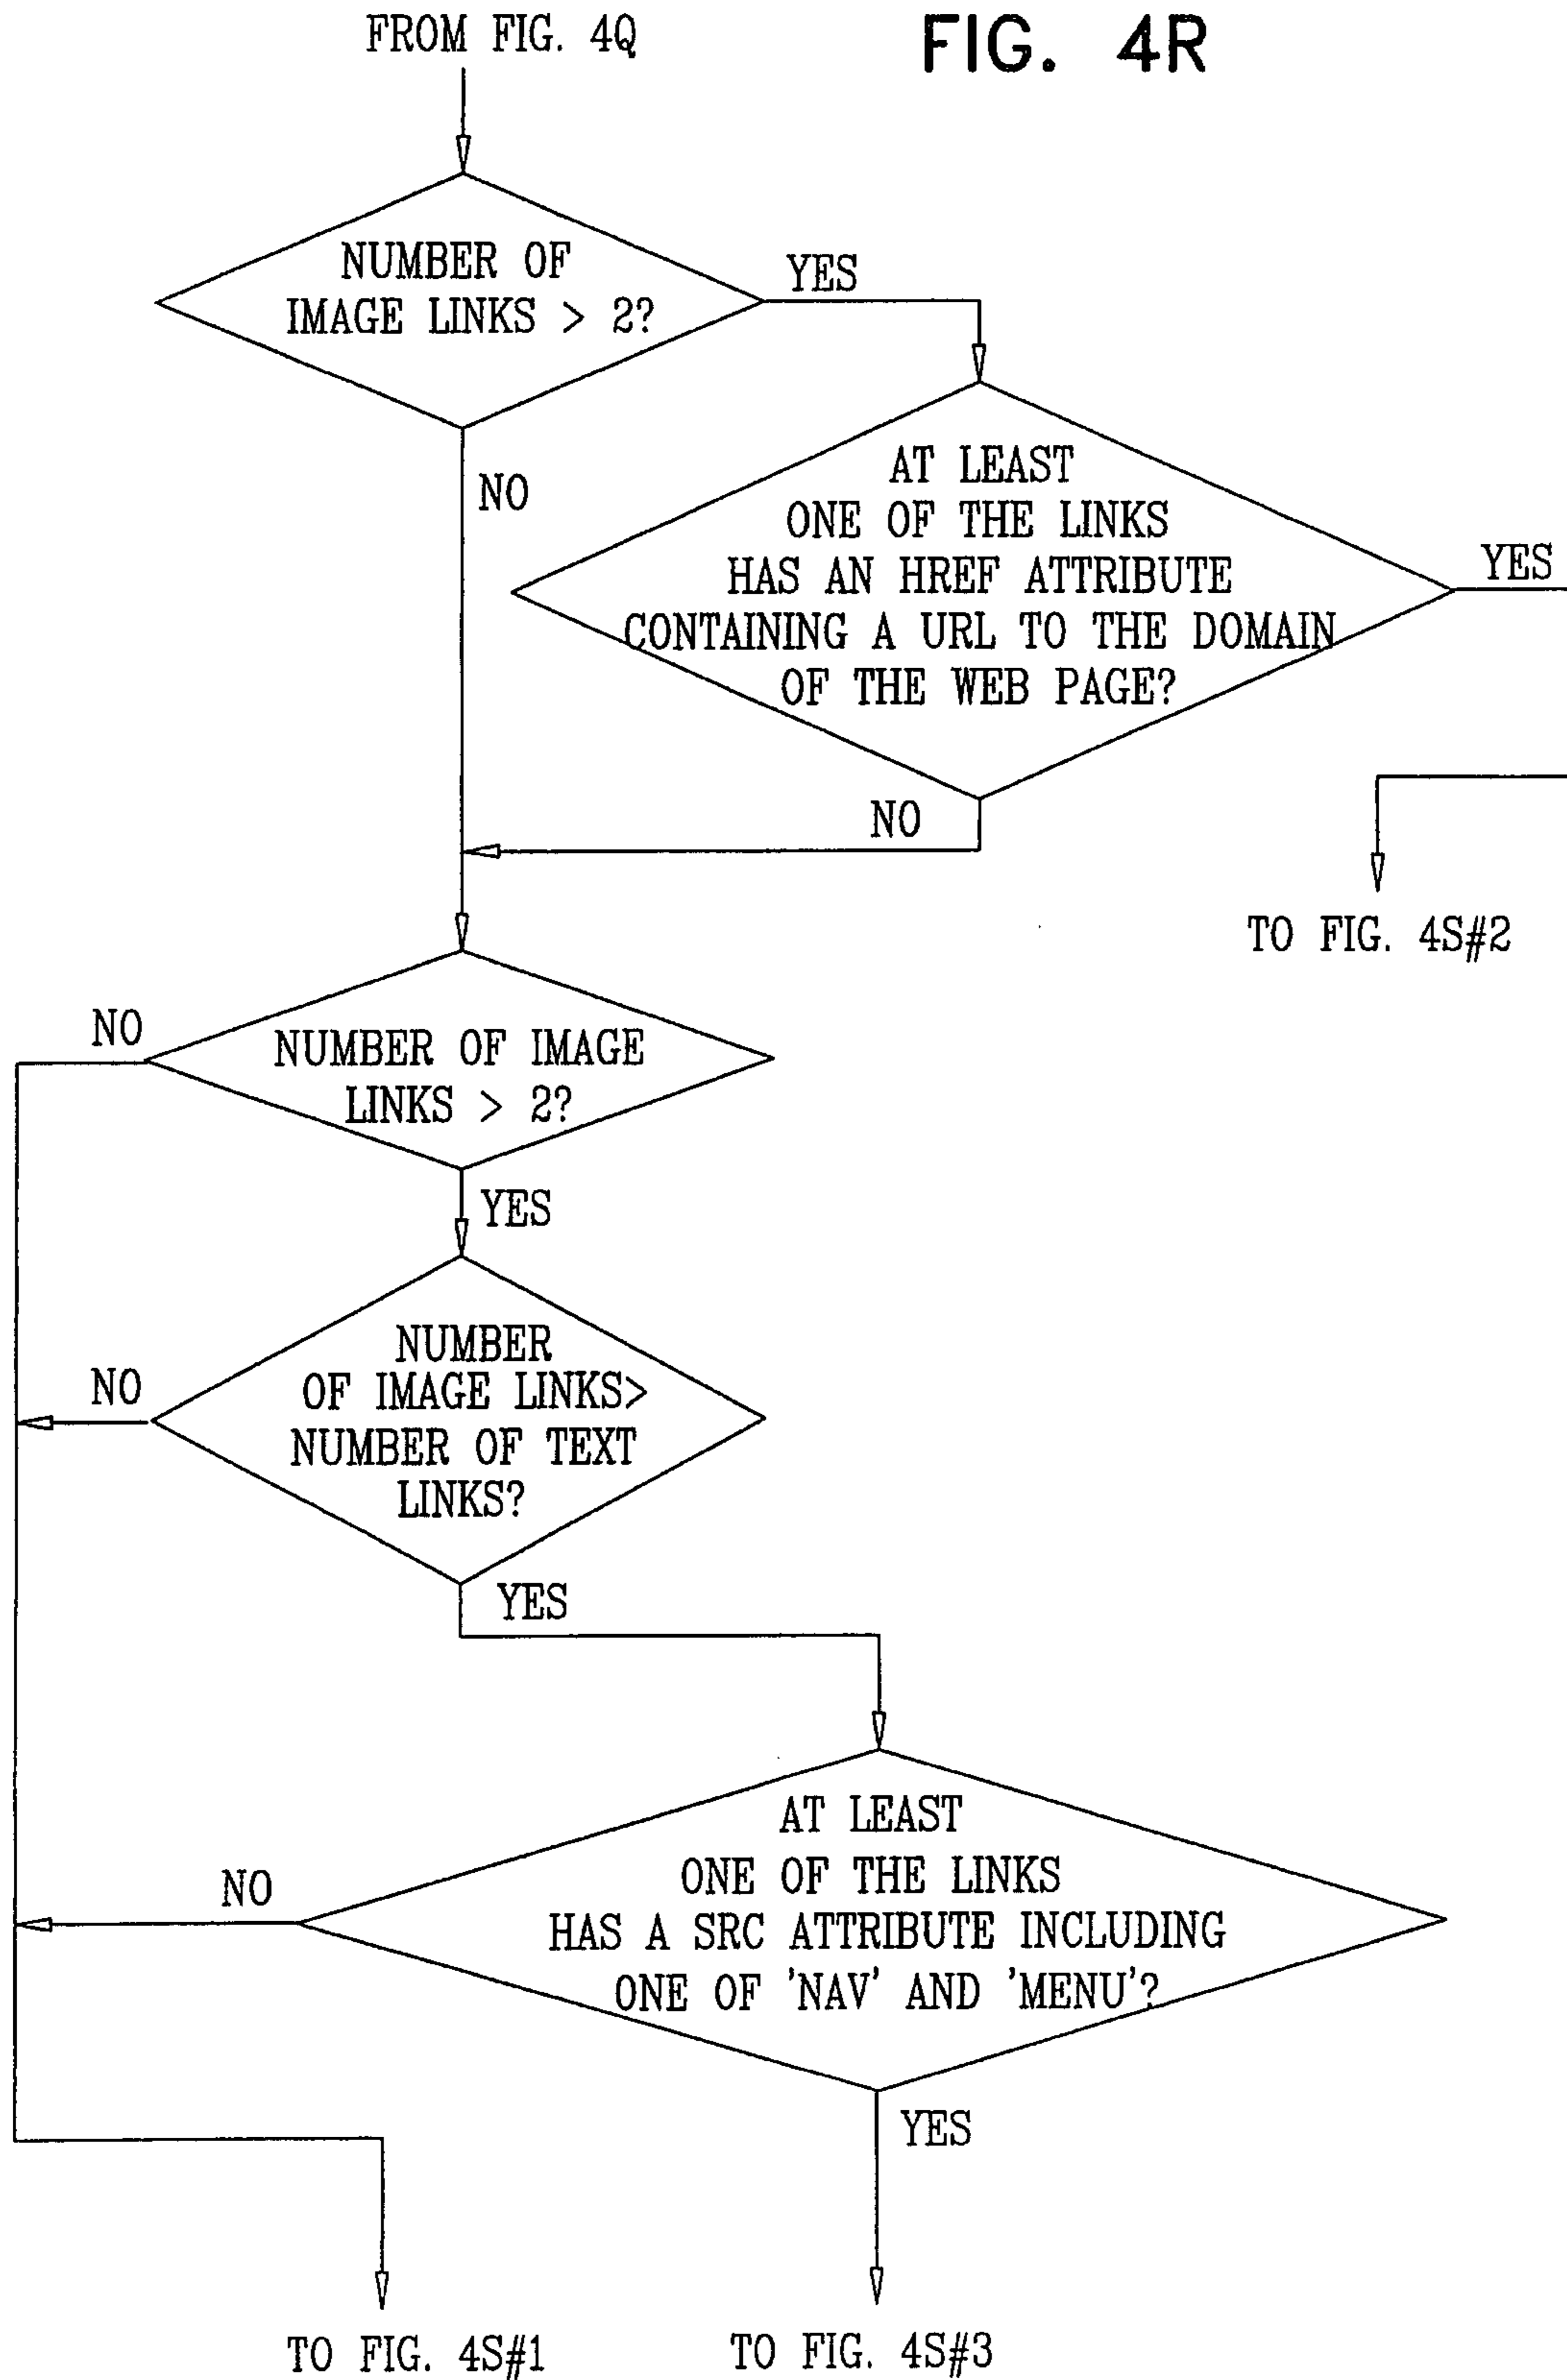 FROM FIG. 4Q
FIG. 4R
NUMBER OF
IMAGE LINKS > 2?
YES
NO
AT LEAST
ONE OF THE LINKS
HAS AN HREF ATTRIBUTE
CONTAINING A URL TO THE DOMAIN
OF THE WEB PAGE?
YES
NO
TO FIG. 4S#2
NO
NUMBER OF IMAGE
LINKS > 2?
YES
NUMBER
OF IMAGE LINKS>
NUMBER OF TEXT
LINKS?
NO
YES
AT LEAST
ONE OF THE LINKS
HAS A SRC ATTRIBUTE INCLUDING
ONE OF 'NAV' AND 'MENU'?
NO
YES
TO FIG. 4S#1
TO FIG. 4S#3